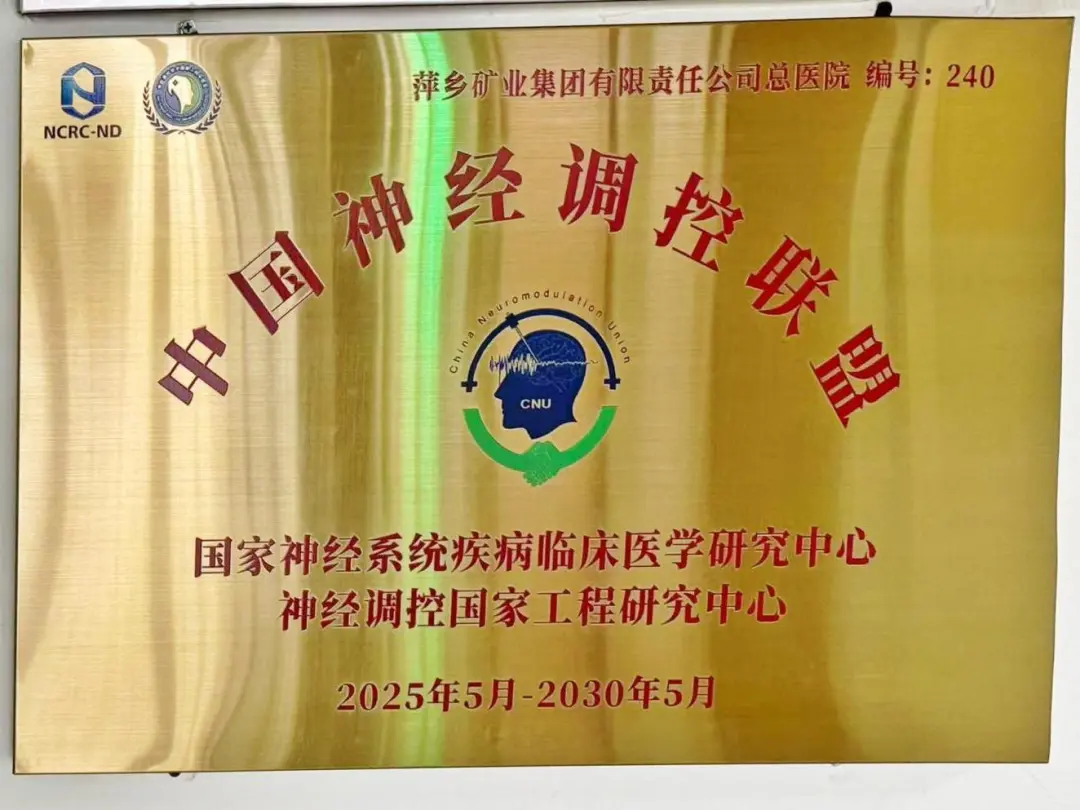 NCRC-ND
萍乡矿业集团有限责任公司总医院 编号：240
中国神经调控联盟
China Neuromodulation Union
CNU
国家神经系统疾病临床医学研究中心
神经调控国家工程研究中心
2025年5月-2030年5月